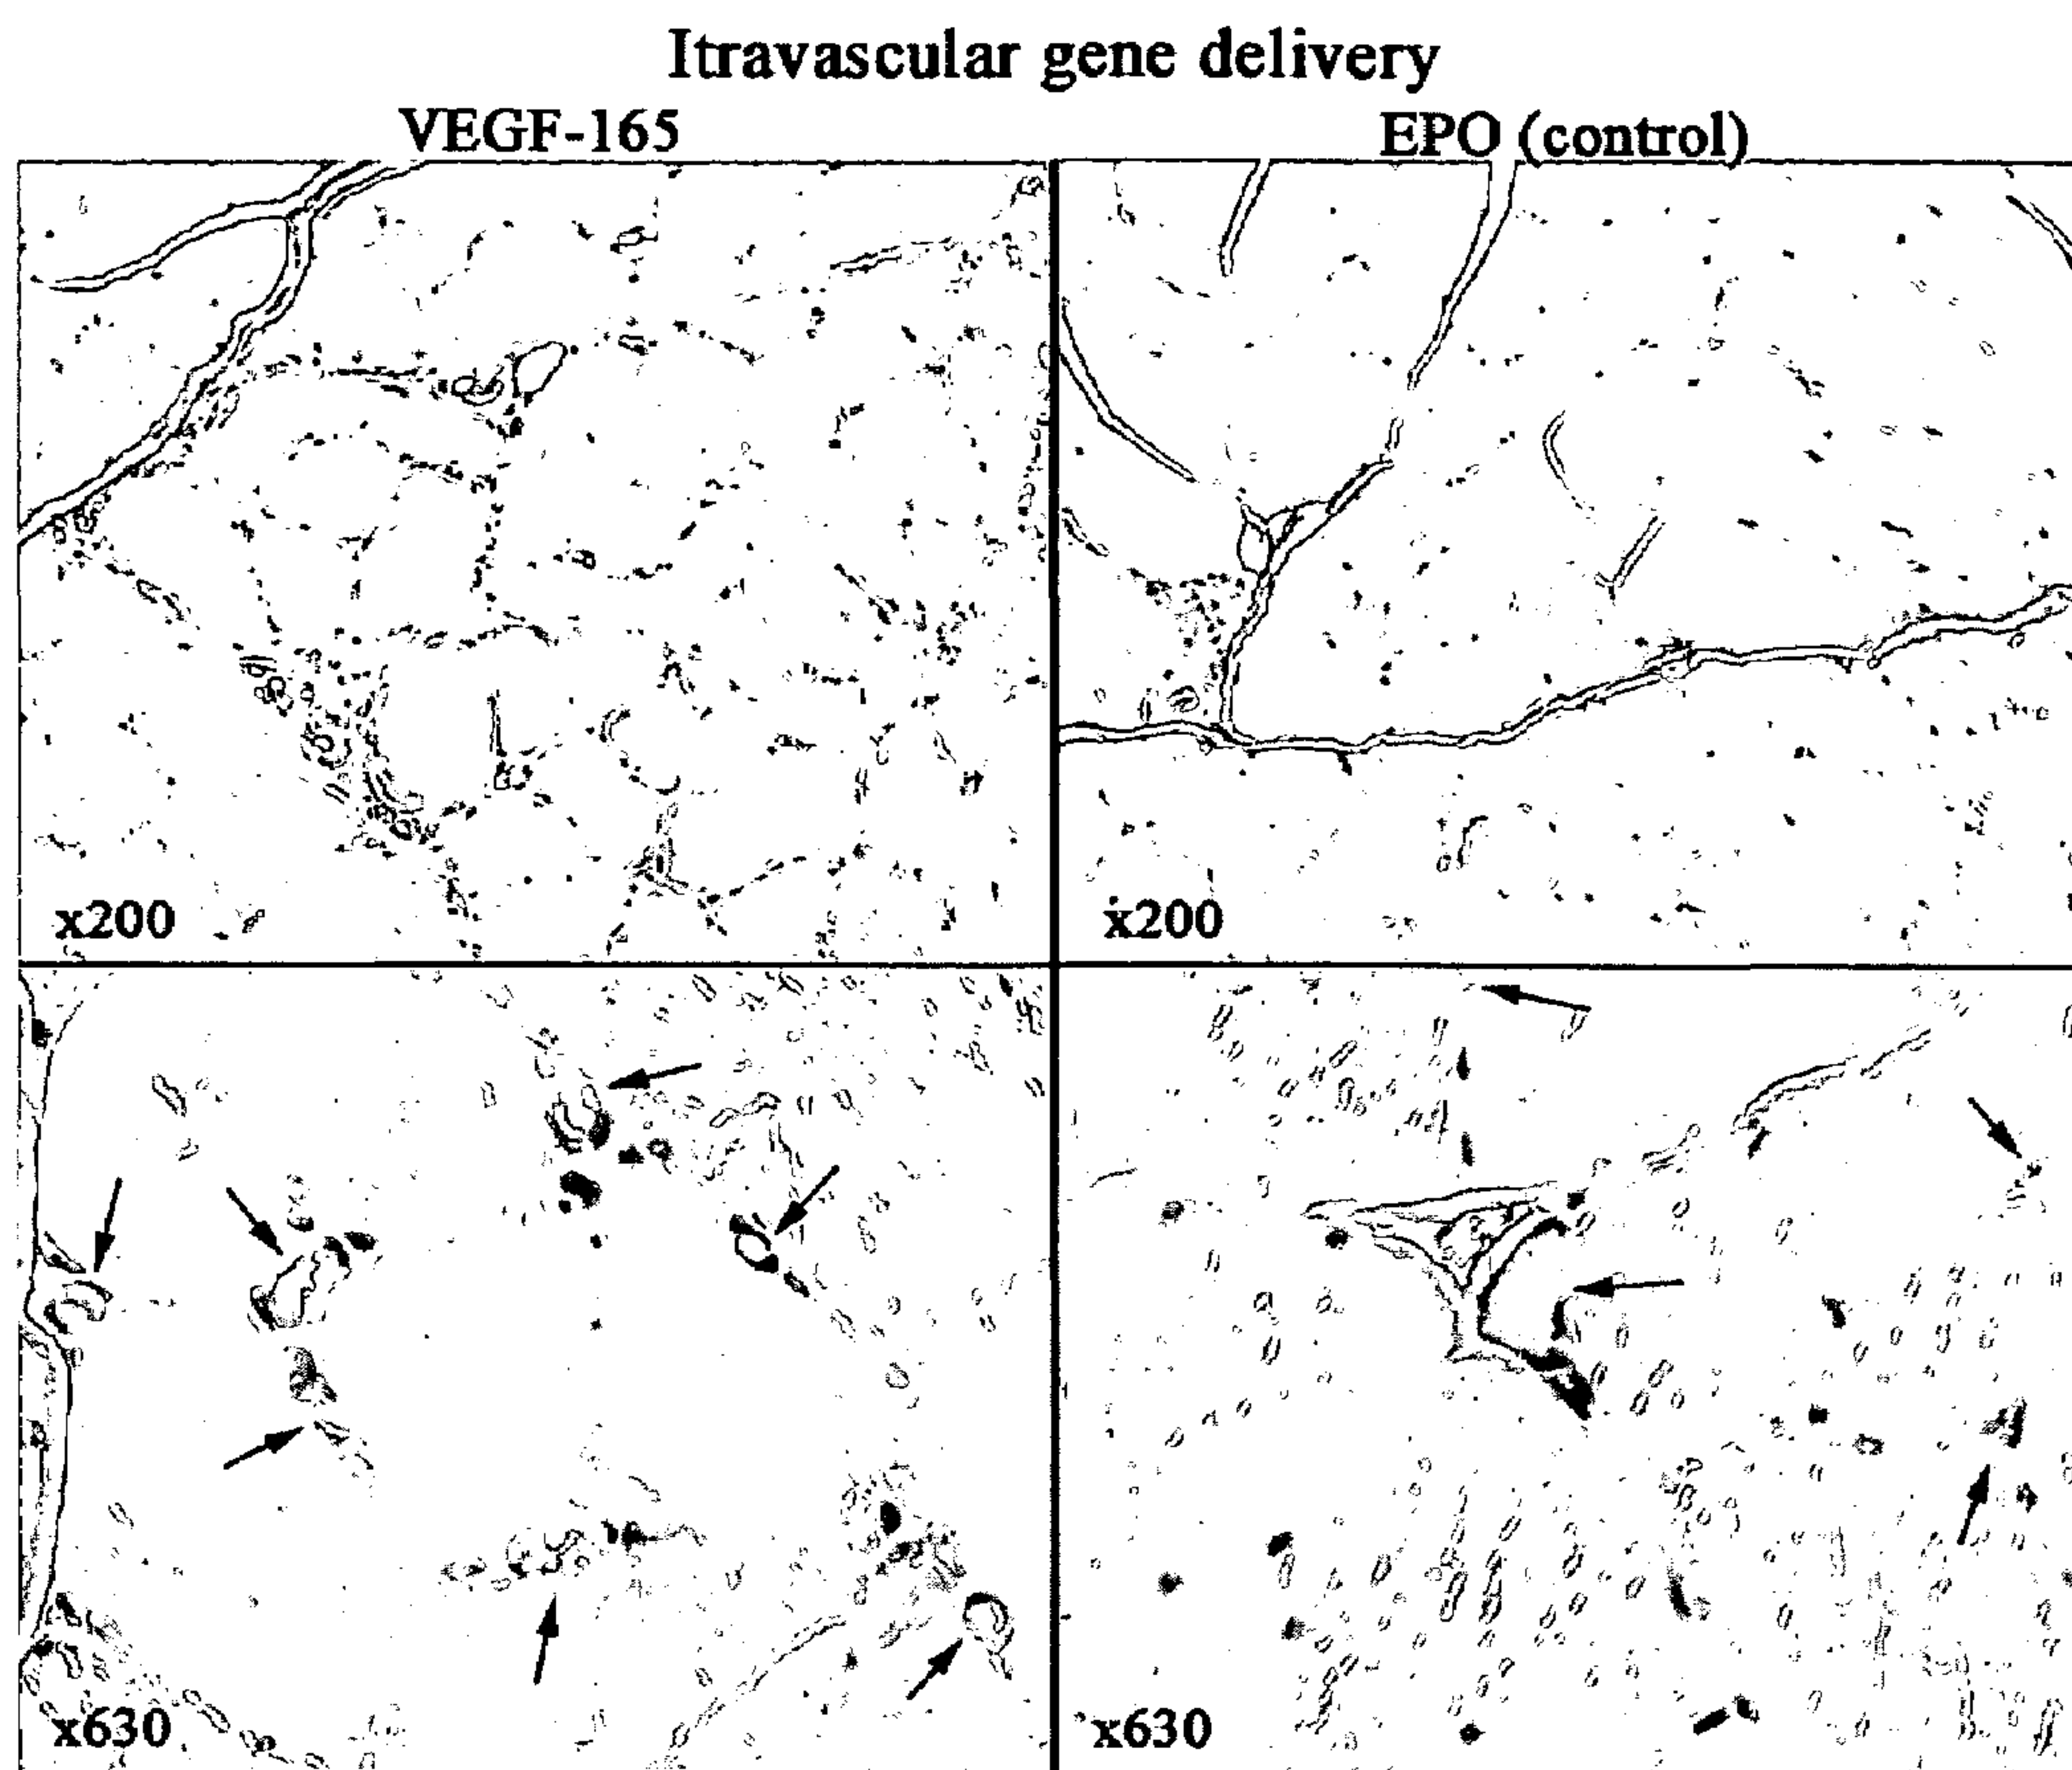 Itravascular gene delivery
VEGF-165 EPO (control)
x200 x200
x630 x630